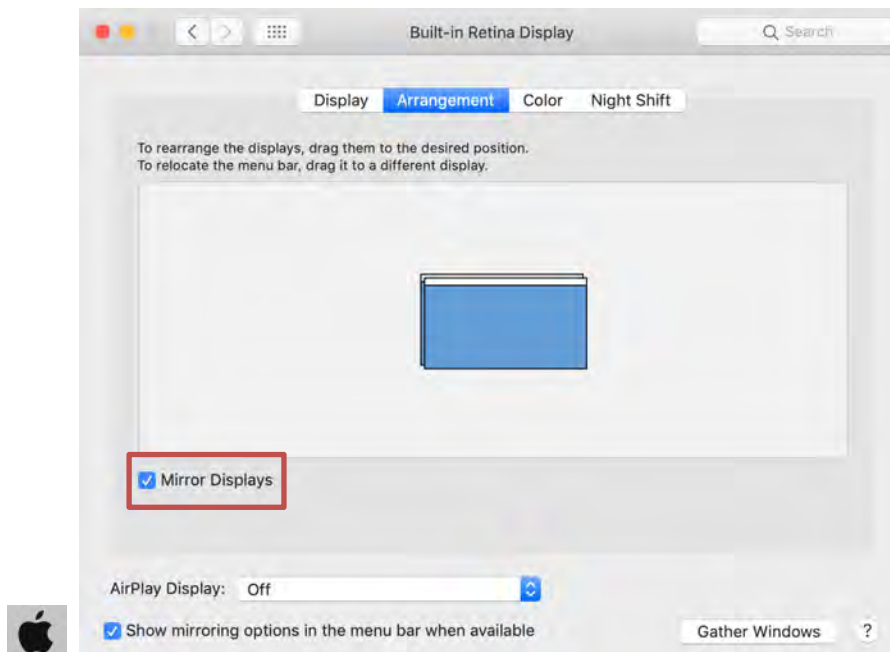 Built-in Retina Display
Search
Display Arrangement Color Night Shift
To rearrange the displays, drag them to the desired position.
To relocate the menu bar, drag it to a different display.
Mirror Displays
AirPlay Display: Off
Show mirroring options in the menu bar when available
Gather Windows ?